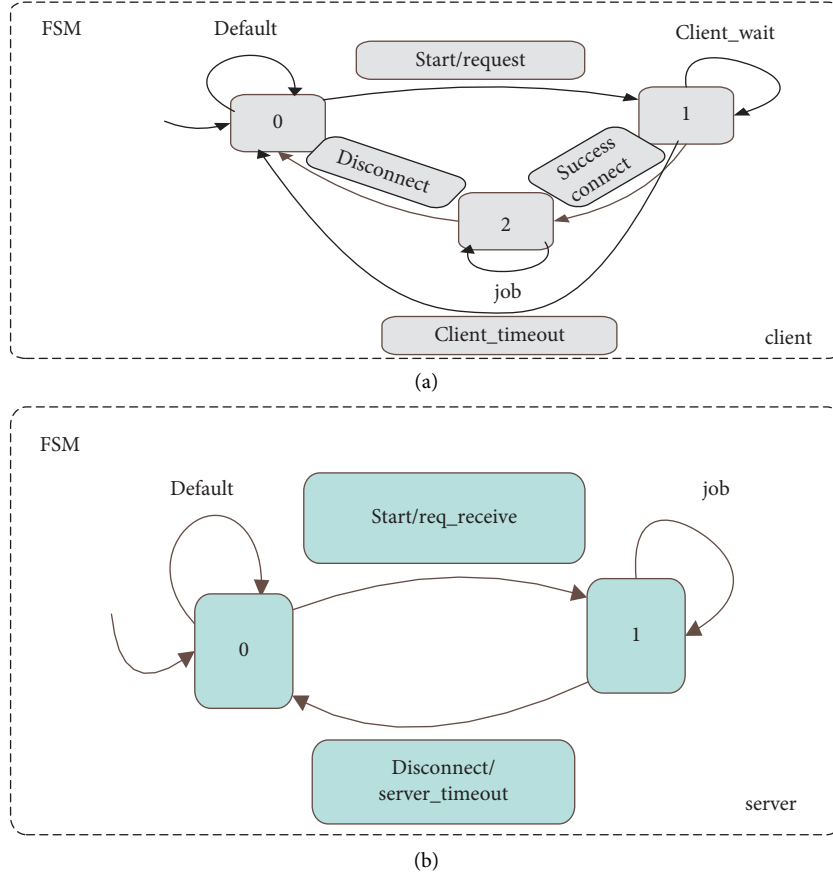 FSM
Default
Client_wait
Start/request
0
1
Disconnect
Success
connect
2
job
Client_timeout
client
(a)
FSM
Default
job
Start/req_receive
0
1
Disconnect/
server_timeout
server
(b)